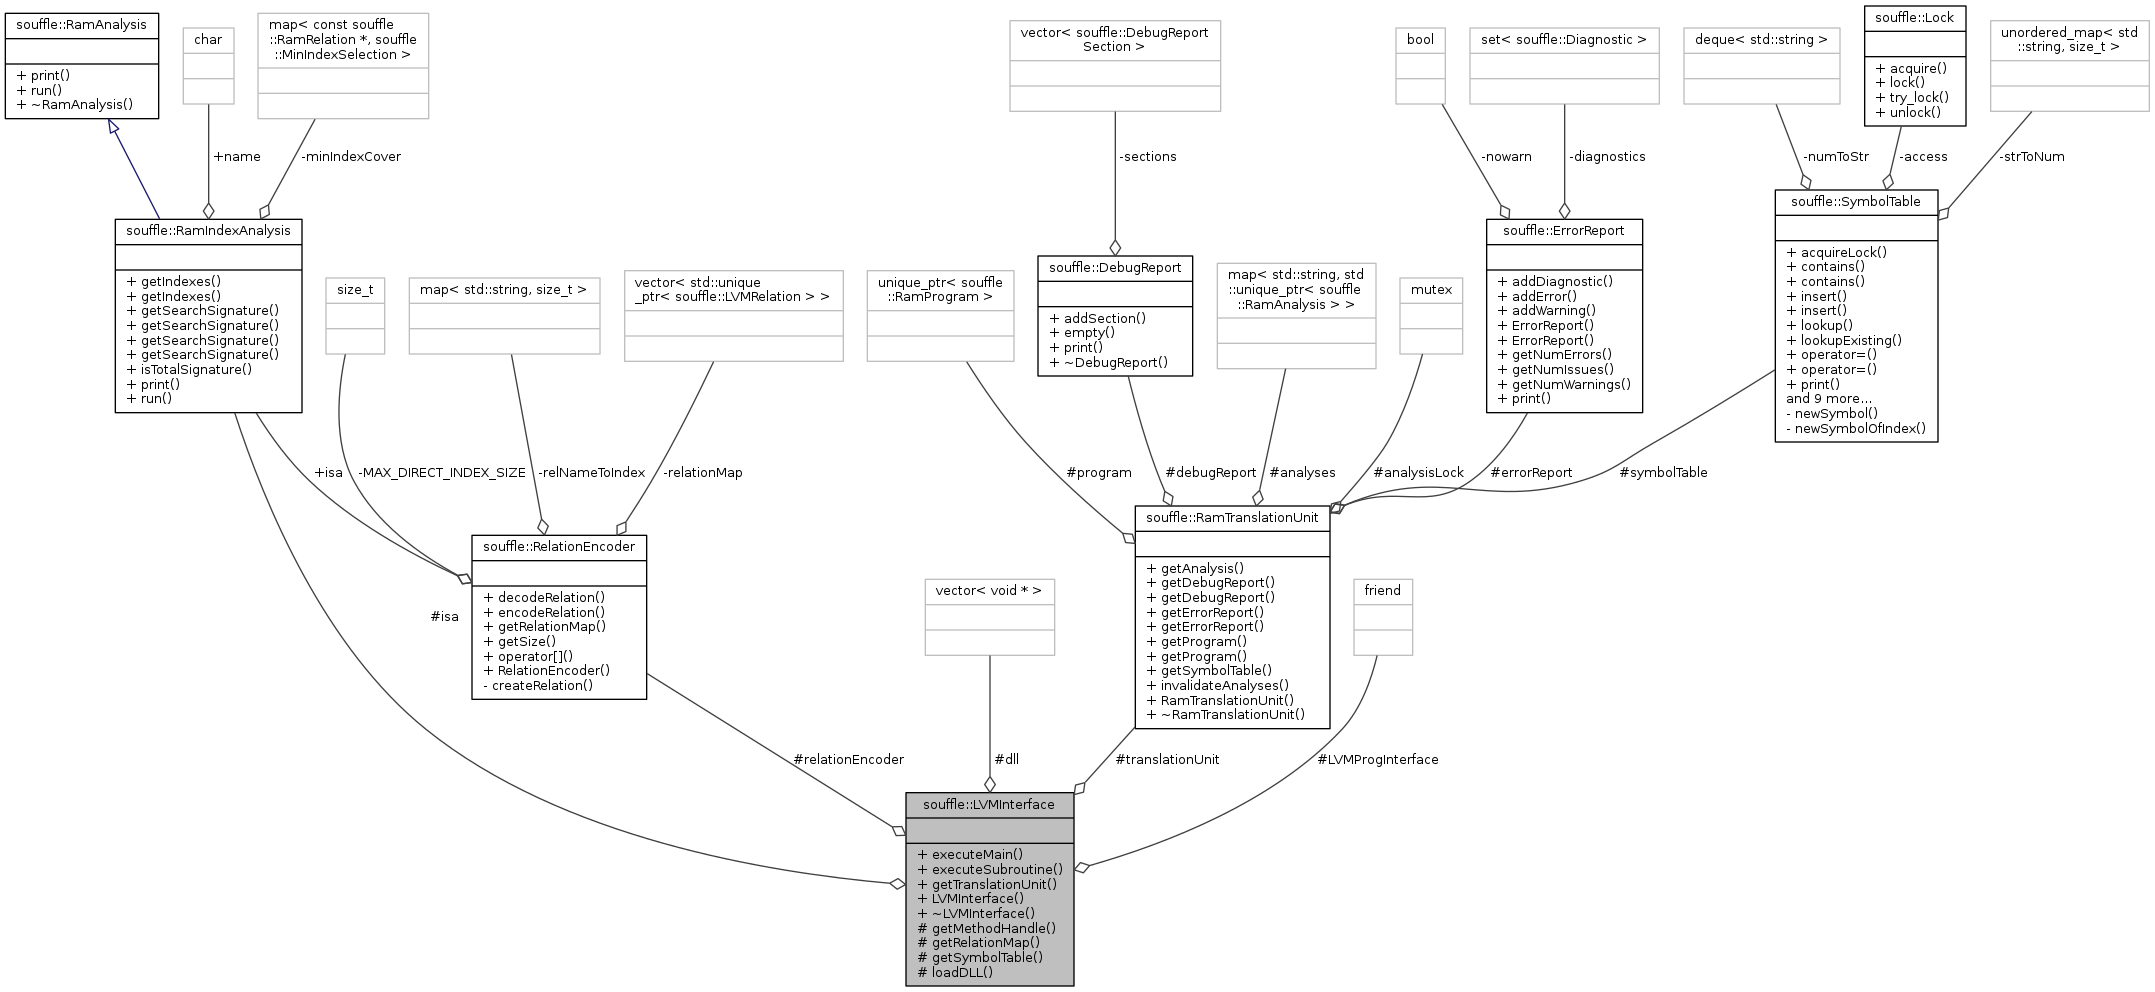 souffle::RamAnalysis
+ print()
+ run()
+ ~RamAnalysis()
char
map< const souffle
::RamRelation *, souffle
::MinIndexSelection >
vector< souffle::DebugReport
Section >
bool
set< souffle::Diagnostic >
deque< std::string >
souffle::Lock
+ acquire()
+ lock()
+ try_lock()
+ unlock()
unordered_map< std
::string, size_t >
+name
-minIndexCover
-sections
-nowarn
-diagnostics
-numToStr
-access
-strToNum
souffle::RamIndexAnalysis
+ getIndexes()
+ getIndexes()
+ getSearchSignature()
+ getSearchSignature()
+ getSearchSignature()
+ getSearchSignature()
+ isTotalSignature()
+ print()
+ run()
size_t
map< std::string, size_t >
vector< std::unique
_ptr< souffle::LVMRelation > >
unique_ptr< souffle
::RamProgram >
souffle::DebugReport
+ addSection()
+ empty()
+ print()
+ ~DebugReport()
map< std::string, std
::unique_ptr< souffle
::RamAnalysis > >
mutex
souffle::ErrorReport
+ addDiagnostic()
+ addError()
+ addWarning()
+ ErrorReport()
+ ErrorReport()
+ getNumErrors()
+ getNumIssues()
+ getNumWarnings()
+ print()
souffle::SymbolTable
+ acquireLock()
+ contains()
+ contains()
+ insert()
+ insert()
+ lookup()
+ lookupExisting()
+ operator=()
+ operator=()
+ print()
and 9 more...
- newSymbol()
- newSymbolOfIndex()
+isa
-MAX_DIRECT_INDEX_SIZE
-relNameToIndex
-relationMap
#program
#debugReport
#analyses
#analysisLock
#errorReport
#symbolTable
souffle::RelationEncoder
+ decodeRelation()
+ encodeRelation()
+ getRelationMap()
+ getSize()
+ operator[]()
+ RelationEncoder()
- createRelation()
souffle::RamTranslationUnit
+ getAnalysis()
+ getDebugReport()
+ getDebugReport()
+ getErrorReport()
+ getErrorReport()
+ getProgram()
+ getProgram()
+ getSymbolTable()
+ invalidateAnalyses()
+ RamTranslationUnit()
+ ~RamTranslationUnit()
vector< void * >
friend
#isa
#relationEncoder
#dll
#translationUnit
#LVMProgInterface
souffle::LVMInterface
+ executeMain()
+ executeSubroutine()
+ getTranslationUnit()
+ LVMInterface()
+ ~LVMInterface()
# getMethodHandle()
# getRelationMap()
# getSymbolTable()
# loadDLL()